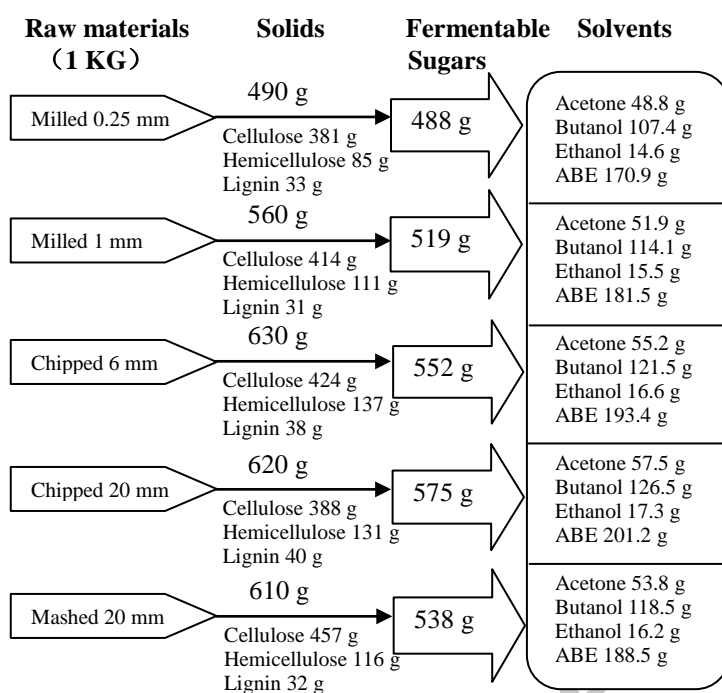 Raw materials Solids Fermentable Solvents
（1 KG） Sugars
490 g
Milled 0.25 mm 488 g
Cellulose 381 g
Hemicellulose 85 g
Lignin 33 g
Acetone 48.8 g
Butanol 107.4 g
Ethanol 14.6 g
ABE 170.9 g
560 g
Milled 1 mm 519 g
Cellulose 414 g
Hemicellulose 111 g
Lignin 31 g
Acetone 51.9 g
Butanol 114.1 g
Ethanol 15.5 g
ABE 181.5 g
630 g
Chipped 6 mm 552 g
Cellulose 424 g
Hemicellulose 137 g
Lignin 38 g
Acetone 55.2 g
Butanol 121.5 g
Ethanol 16.6 g
ABE 193.4 g
620 g
Chipped 20 mm 575 g
Cellulose 388 g
Hemicellulose 131 g
Lignin 40 g
Acetone 57.5 g
Butanol 126.5 g
Ethanol 17.3 g
ABE 201.2 g
610 g
Mashed 20 mm 538 g
Cellulose 457 g
Hemicellulose 116 g
Lignin 32 g
Acetone 53.8 g
Butanol 118.5 g
Ethanol 16.2 g
ABE 188.5 g